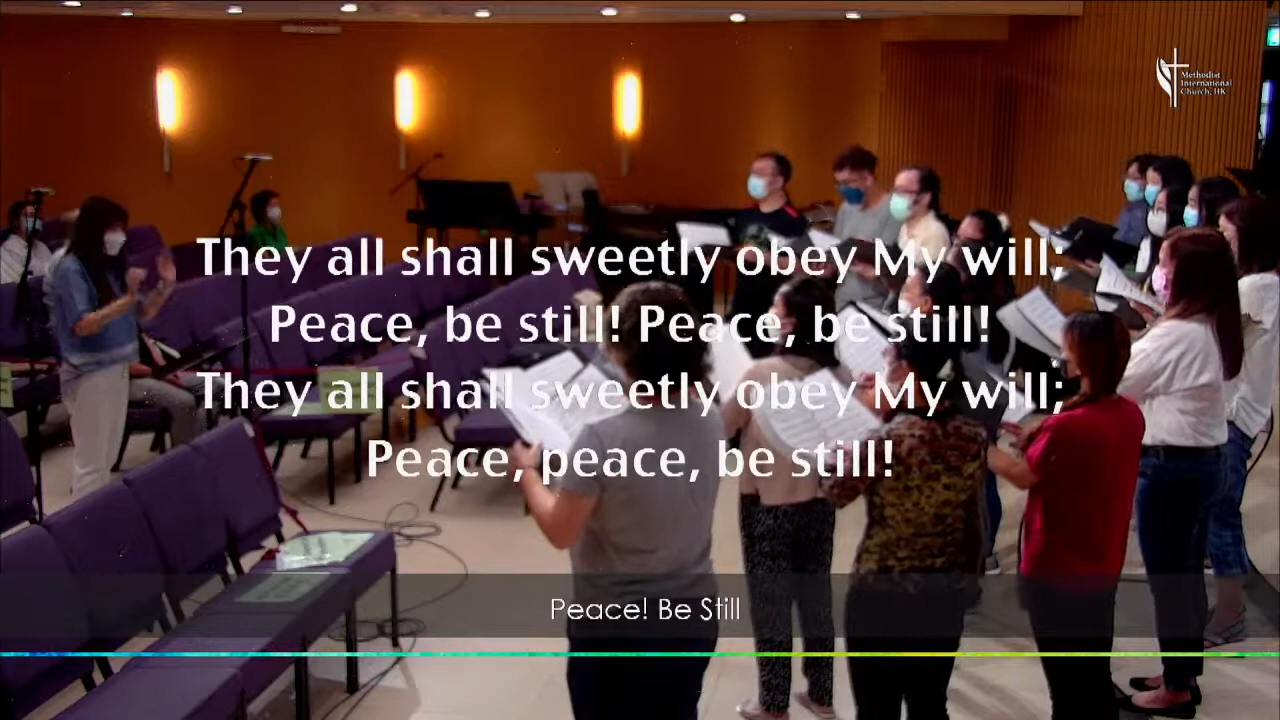 Methodist
International
Church, HK
They all shall sweetly obey My will;
Peace, be still! Peace, be still!
They all shall sweetly obey My will;
Peace, peace, be still!
Peace! Be Still